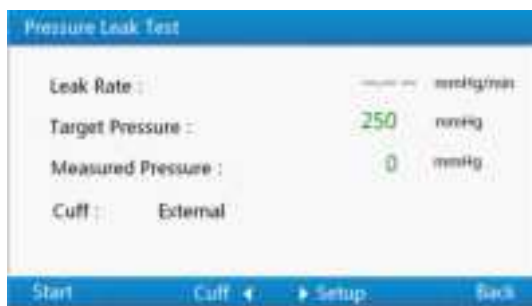 Pressure Leak Test
Leak Rate : --.-- mmHg/min
Target Pressure : 250 mmHg
Measured Pressure : 0 mmHg
Cuff : External
Start Cuff ◀ ▶ Setup Back